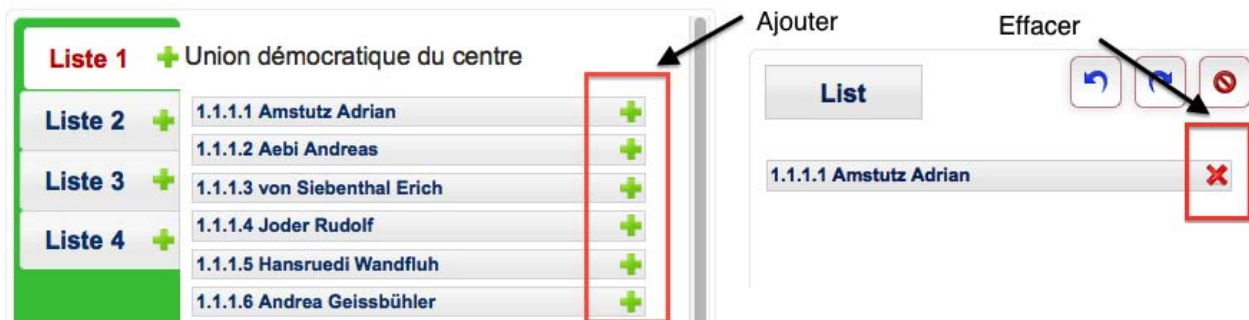 Ajouter
Effacer
Liste 1
Union démocratique du centre
1.1.1.1 Amstutz Adrian
Liste 2
1.1.1.2 Aebi Andreas
Liste 3
1.1.1.3 von Siebenthal Erich
Liste 4
1.1.1.4 Joder Rudolf
1.1.1.5 Hansruedi Wandfluh
1.1.1.6 Andrea Geissbühler
List
1.1.1.1 Amstutz Adrian